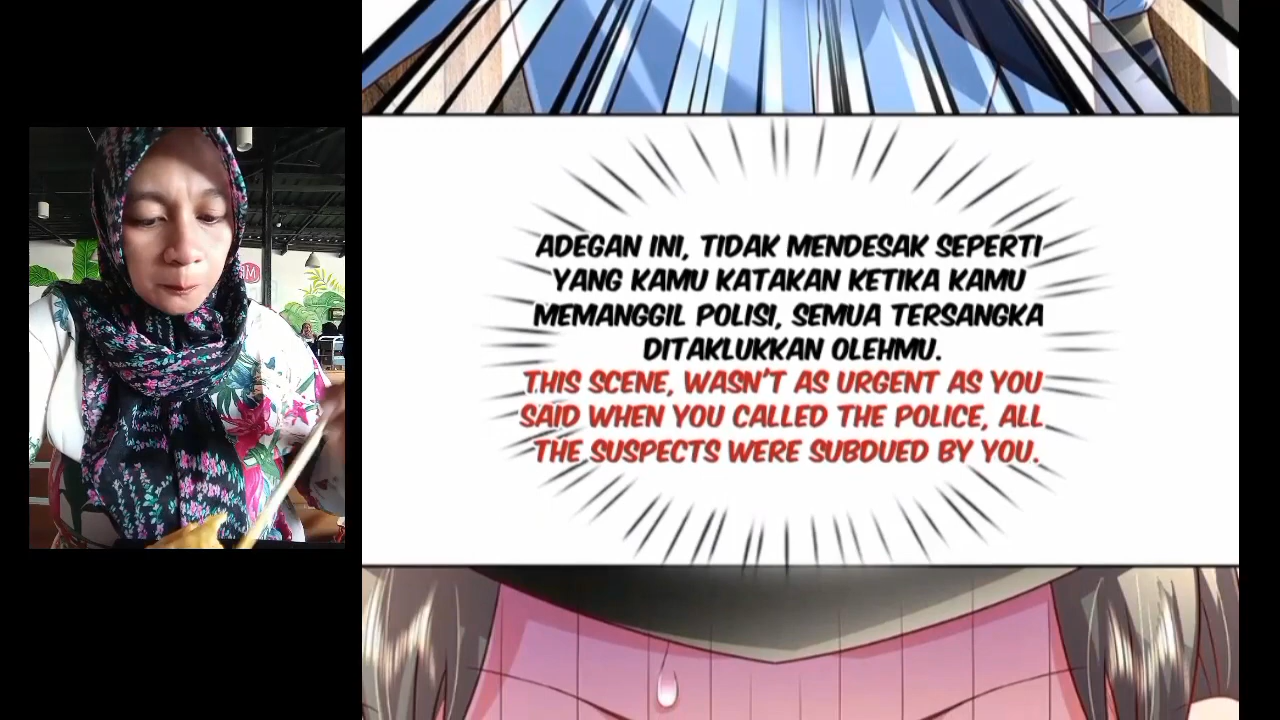 ADEGAN INI, TIDAK MENDESAK SEPERTI
YANG KAMU KATAKAN KETIKA KAMU
MEMANGGIL POLISI, SEMUA TERSANGKA
DITAKLUKKAN OLEHMU.
THIS SCENE, WASN'T AS URGENT AS YOU
SAID WHEN YOU CALLED THE POLICE, ALL
THE SUSPECTS WERE SUBDUED BY YOU.